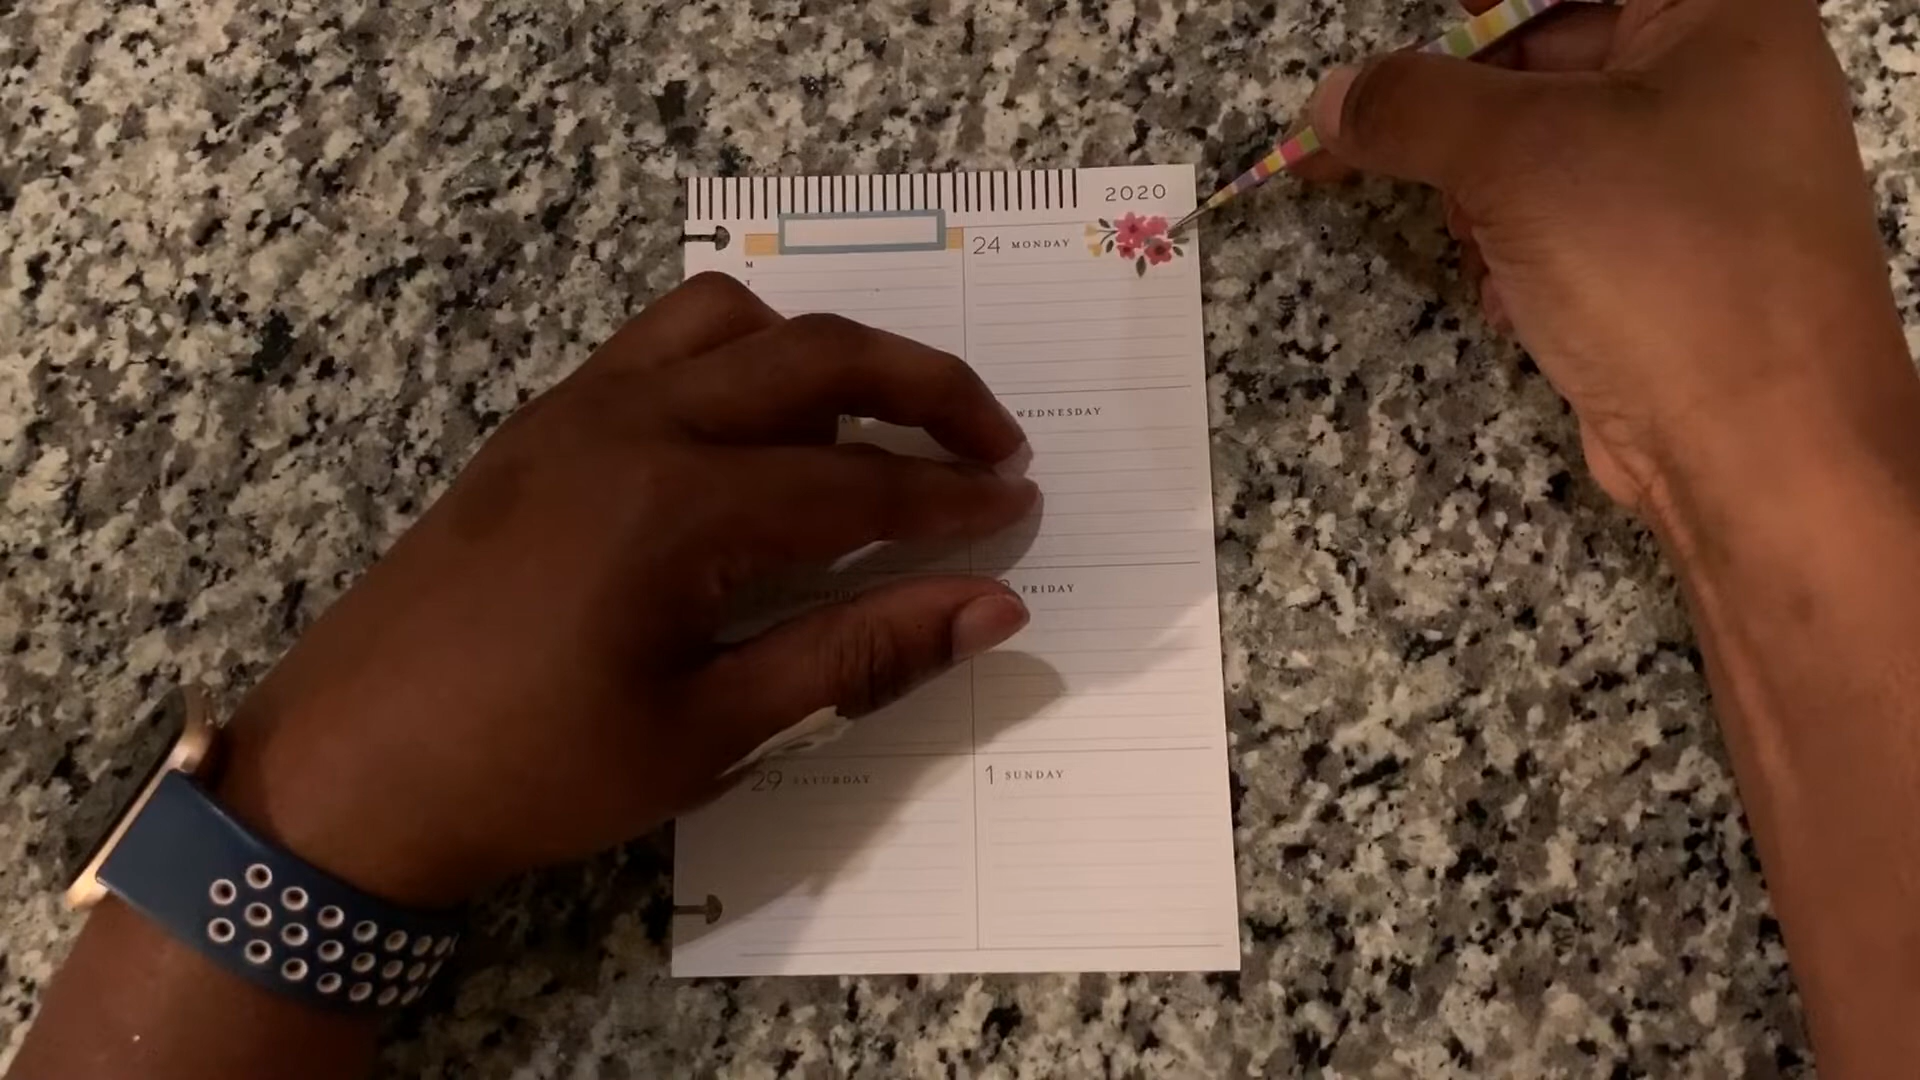 2020
24 MONDAY
M
T
WEDNESDAY
FRIDAY
29 SATURDAY
1 SUNDAY